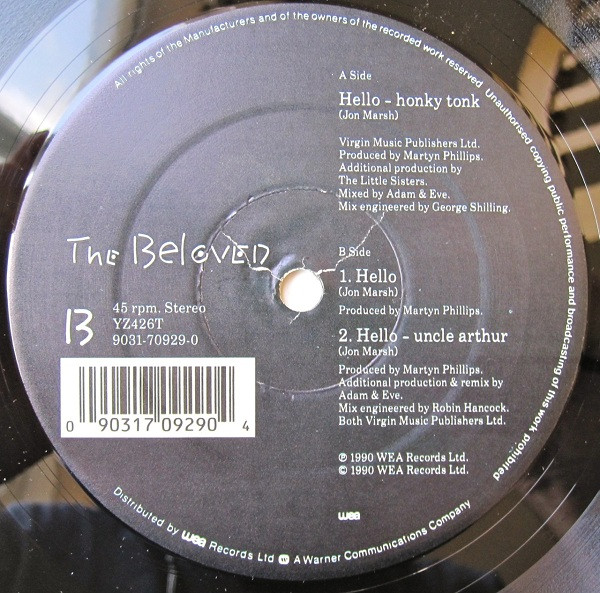 All rights of the Manufacturers and of the owners of the recorded work reserved Unauthorised copying public performance and broadcasting of this work prohibited
A Side
Hello - honky tonk
(Jon Marsh)
Virgin Music Publishers Ltd.
Produced by Martyn Phillips.
Additional production by
The Little Sisters.
Mixed by Adam & Eve.
Mix engineered by George Shilling.
The Beloved
B
45 rpm. Stereo
YZ426T
9031-70929-0
0 90317 09290 4
B Side
1. Hello
(Jon Marsh)
Produced by Martyn Phillips.
2. Hello - uncle arthur
(Jon Marsh)
Produced by Martyn Phillips.
Additional production & remix by
Adam & Eve.
Mix engineered by Robin Hancock.
Both Virgin Music Publishers Ltd.
℗ 1990 WEA Records Ltd.
© 1990 WEA Records Ltd.
wea
Distributed by wea Records Ltd A Warner Communications Company